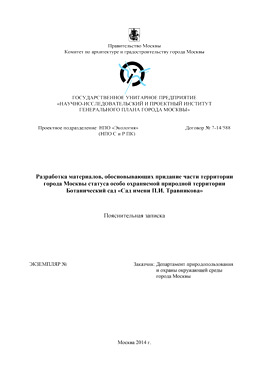 Правительство Москвы
Комитет по архитектуре и градостроительству города Москвы
ГОСУДАРСТВЕННОЕ УНИТАРНОЕ ПРЕДПРИЯТИЕ
«НАУЧНО-ИССЛЕДОВАТЕЛЬСКИЙ И ПРОЕКТНЫЙ ИНСТИТУТ
ГЕНЕРАЛЬНОГО ПЛАНА ГОРОДА МОСКВЫ»
Проектное подразделение НПО «Экология» Договор № 7-14/588
(НПО С и Р ПК)
Разработка материалов, обосновывающих придание части территории
города Москвы статуса особо охраняемой природной территории
Ботанический сад «Сад имени П.И. Травникова»
Пояснительная записка
ЭКЗЕМПЛЯР № Заказчик: Департамент природопользования
и охраны окружающей среды
города Москвы
Москва 2014 г.